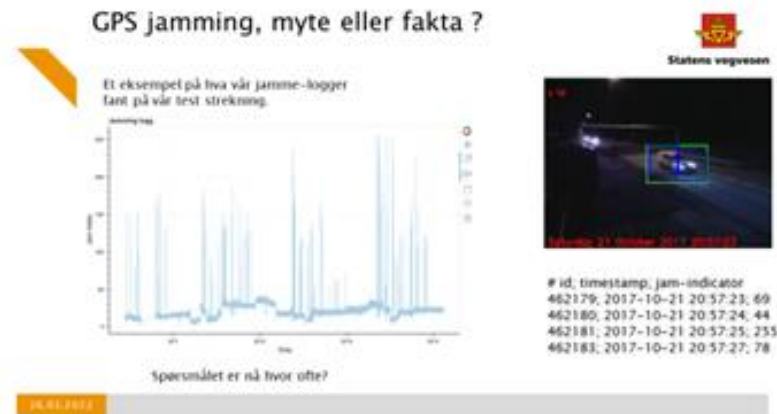 GPS jamming, myte eller fakta ?
Statens vegvesen
Et eksempel på hva vår jamme-logger
fant på vår test strekning.
Jamming logg
# id; timestamp; jam-indicator
462179; 2017-10-21 20:57:23; 69
462180; 2017-10-21 20:57:24; 44
462181; 2017-10-21 20:57:25; 255
462183; 2017-10-21 20:57:27; 78
Spørsmålet er nå hvor ofte?